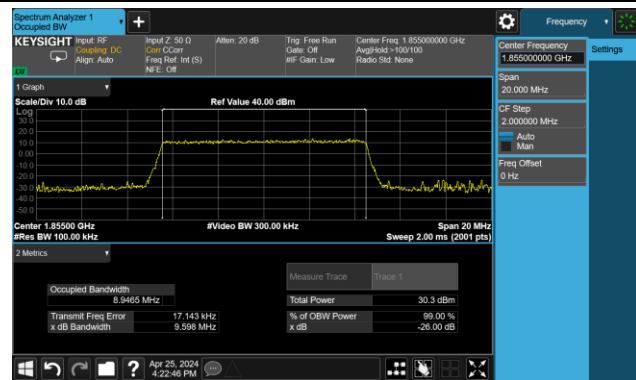 Spectrum Analyzer 1
Occupied BW
+
Frequency
KEYSIGHT
Input: RF
Coupling: DC
Align: Auto
Input Z: 50 Ω
Corr CCorr
Freq Ref: Int (S)
NFE: Off
Atten: 20 dB
Trig: Free Run
Gate: Off
#IF Gain: Low
Center Freq: 1.855000000 GHz
Avg|Hold:>100/100
Radio Std: None
LXI
Center Frequency
1.855000000 GHz
Settings
Span
20.000 MHz
CF Step
2.000000 MHz
Auto
Man
Freq Offset
0 Hz
1 Graph
Scale/Div 10.0 dB
Ref Value 40.00 dBm
Log
30.0
20.0
10.0
0.00
-10.0
-20.0
-30.0
-40.0
-50.0
Center 1.85500 GHz
#Video BW 300.00 kHz
Span 20 MHz
#Res BW 100.00 kHz
Sweep 2.00 ms (2001 pts)
2 Metrics
Measure Trace
Trace 1
Occupied Bandwidth
8.9465 MHz
Total Power
30.3 dBm
Transmit Freq Error
17.143 kHz
% of OBW Power
99.00 %
x dB Bandwidth
9.598 MHz
x dB
-26.00 dB
?
Apr 25, 2024
4:22:46 PM